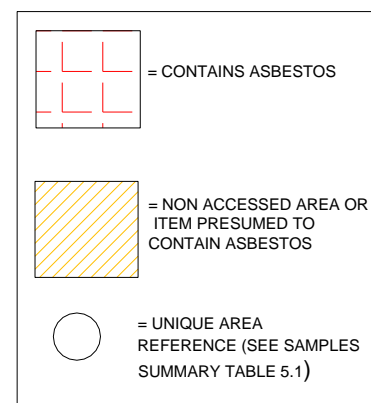 = CONTAINS ASBESTOS
= NON ACCESSED AREA OR
ITEM PRESUMED TO
CONTAIN ASBESTOS
= UNIQUE AREA
REFERENCE (SEE SAMPLES
SUMMARY TABLE 5.1)